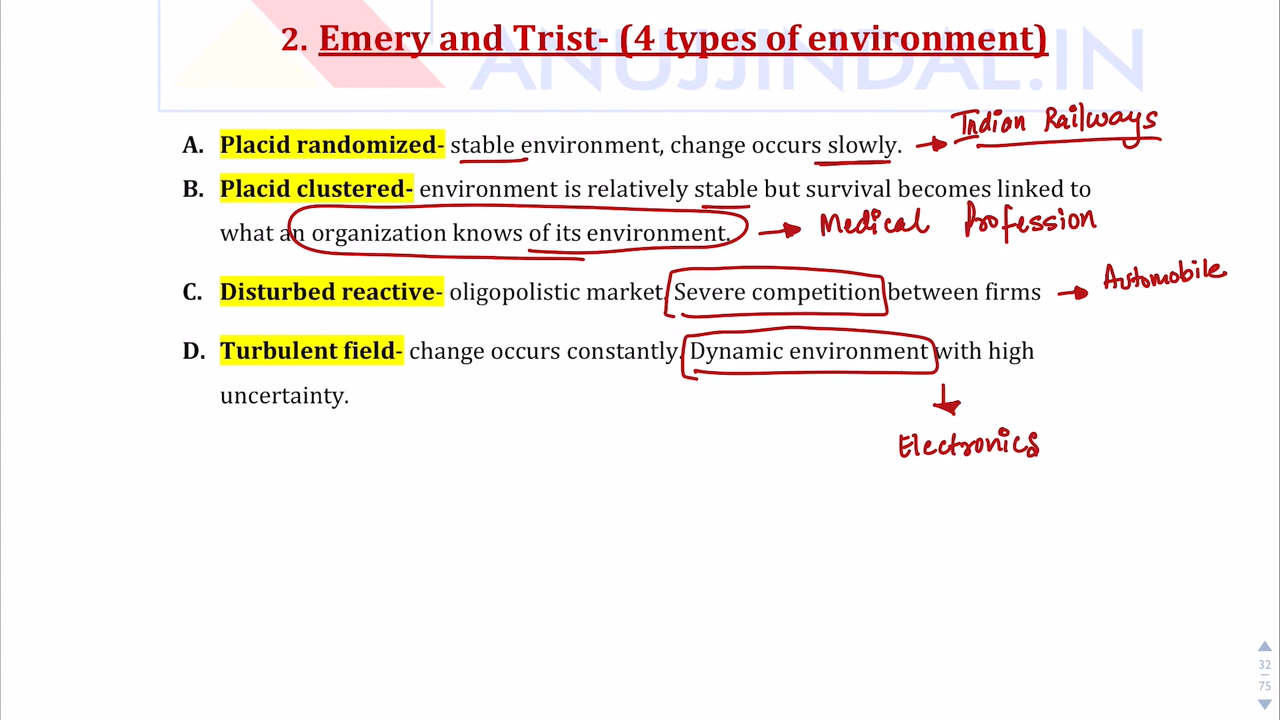 ANUJJINDAL.IN
2. Emery and Trist- (4 types of environment)
A. Placid randomized- stable environment, change occurs slowly. → Indian Railways
B. Placid clustered- environment is relatively stable but survival becomes linked to
what an organization knows of its environment. → Medical Profession
C. Disturbed reactive- oligopolistic market. Severe competition between firms → Automobile
D. Turbulent field- change occurs constantly. Dynamic environment with high
uncertainty.
Electronics
32
75